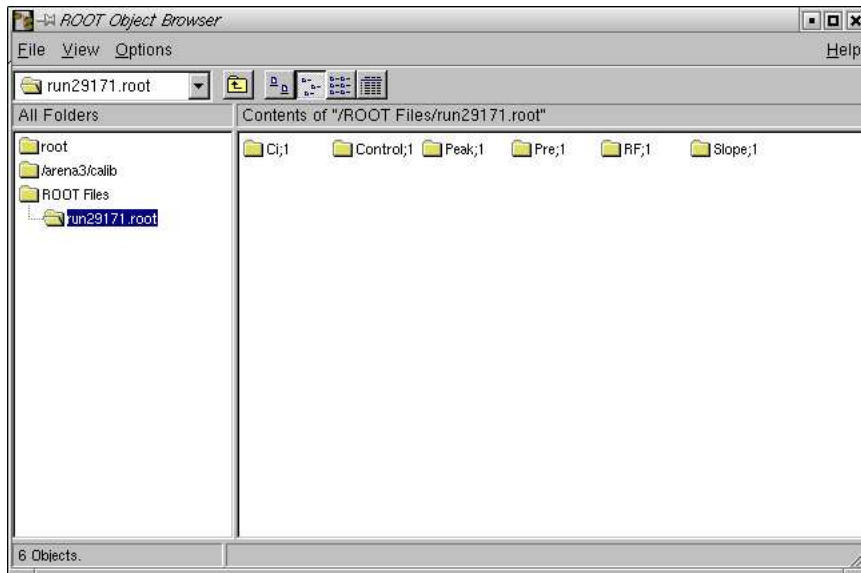 ROOT Object Browser
File View Options Help
run29171.root
All Folders
Contents of "/ROOT Files/run29171.root"
root
/arena3/calib
ROOT Files
run29171.root
Ci;1 Control;1 Peak;1 Pre;1 RF;1 Slope;1
6 Objects.